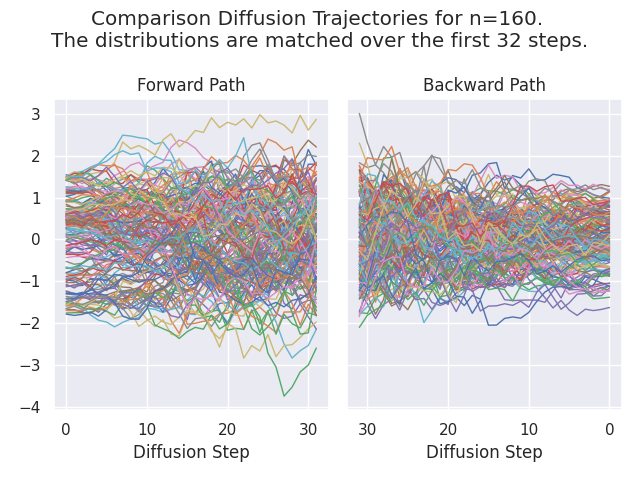 Comparison Diffusion Trajectories for n=160.
The distributions are matched over the first 32 steps.
Forward Path
Backward Path
3
2
1
0
−1
−2
−3
−4
0 10 20 30
30 20 10 0
Diffusion Step
Diffusion Step